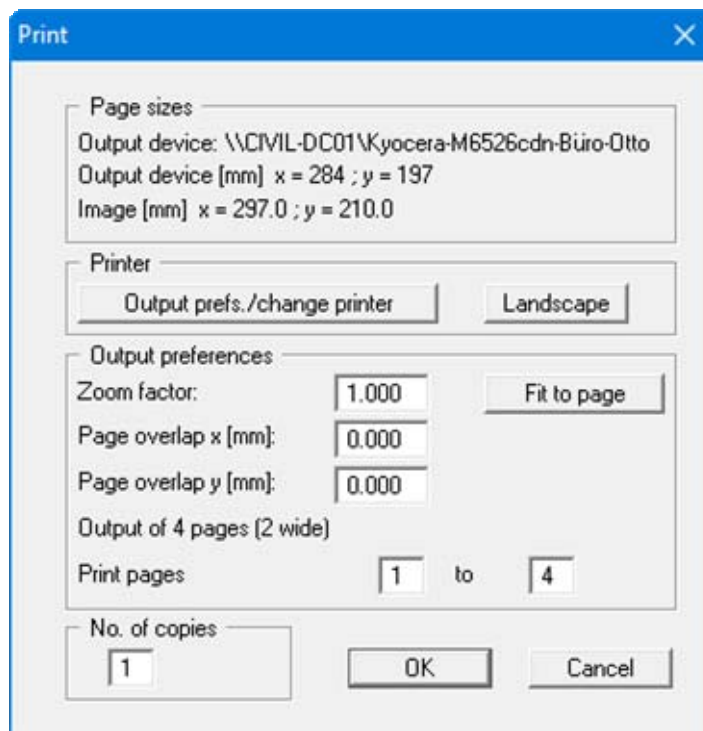 Print
Page sizes
Output device: \\CIVIL-DC01\Kyocera-M6526cdn-Büro-Otto
Output device [mm] x = 284 ; y = 197
Image [mm] x = 297.0 ; y = 210.0
Printer
Output prefs./change printer Landscape
Output preferences
Zoom factor: 1.000 Fit to page
Page overlap x [mm]: 0.000
Page overlap y [mm]: 0.000
Output of 4 pages (2 wide)
Print pages 1 to 4
No. of copies
1 OK Cancel